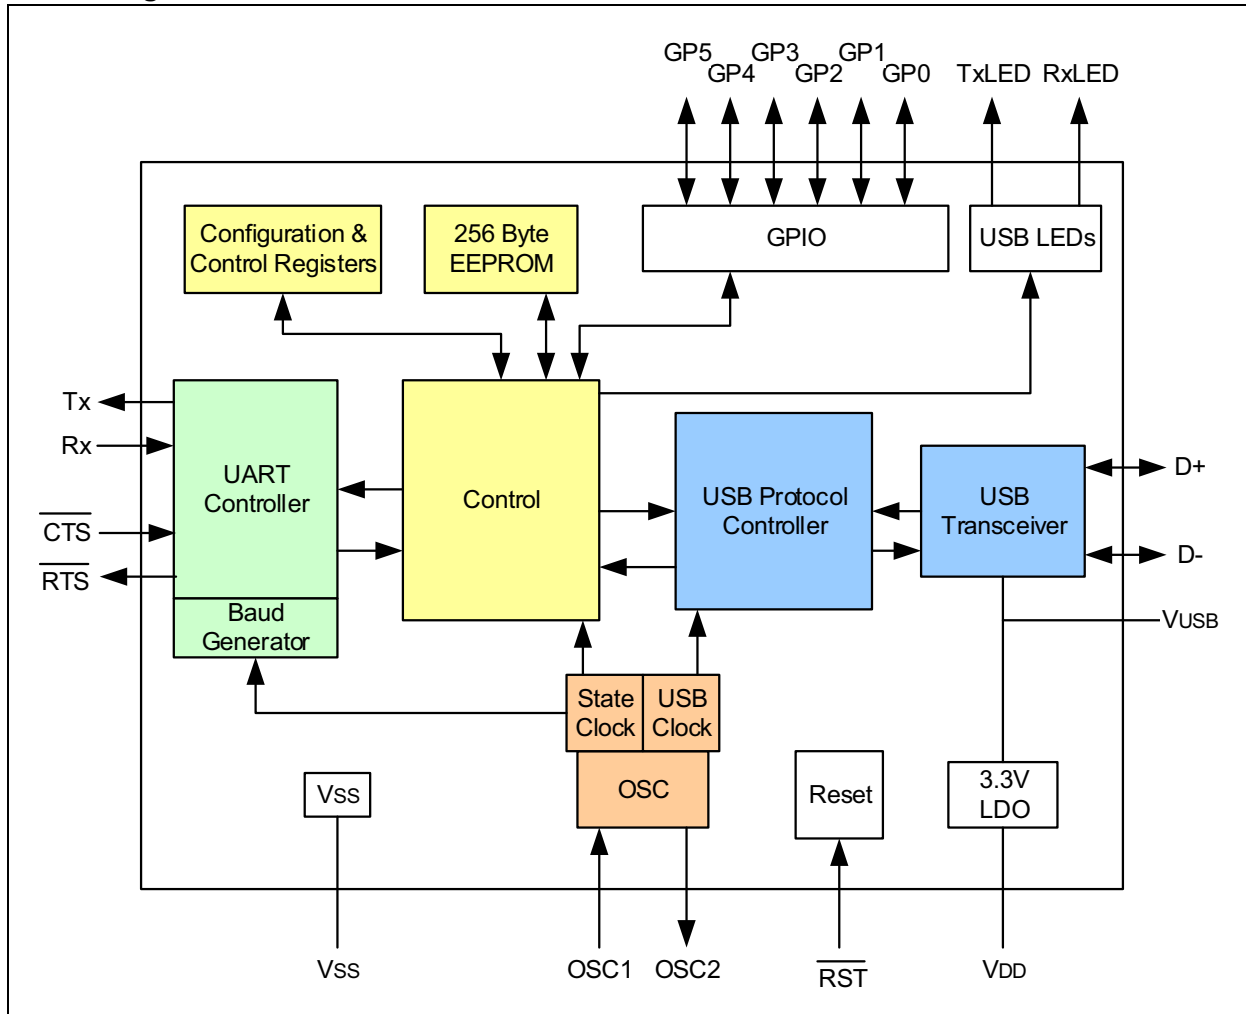 GP5 GP3 GP1
GP4 GP2 GP0 TxLED RxLED
Configuration &
Control Registers
256 Byte
EEPROM
GPIO
USB LEDs
Tx
Rx
CTS
RTS
UART
Controller
Baud
Generator
Control
USB Protocol
Controller
USB
Transceiver
D+
D-
VUSB
State
Clock
USB
Clock
OSC
VSS
Reset
3.3V
LDO
VSS
OSC1
OSC2
RST
VDD